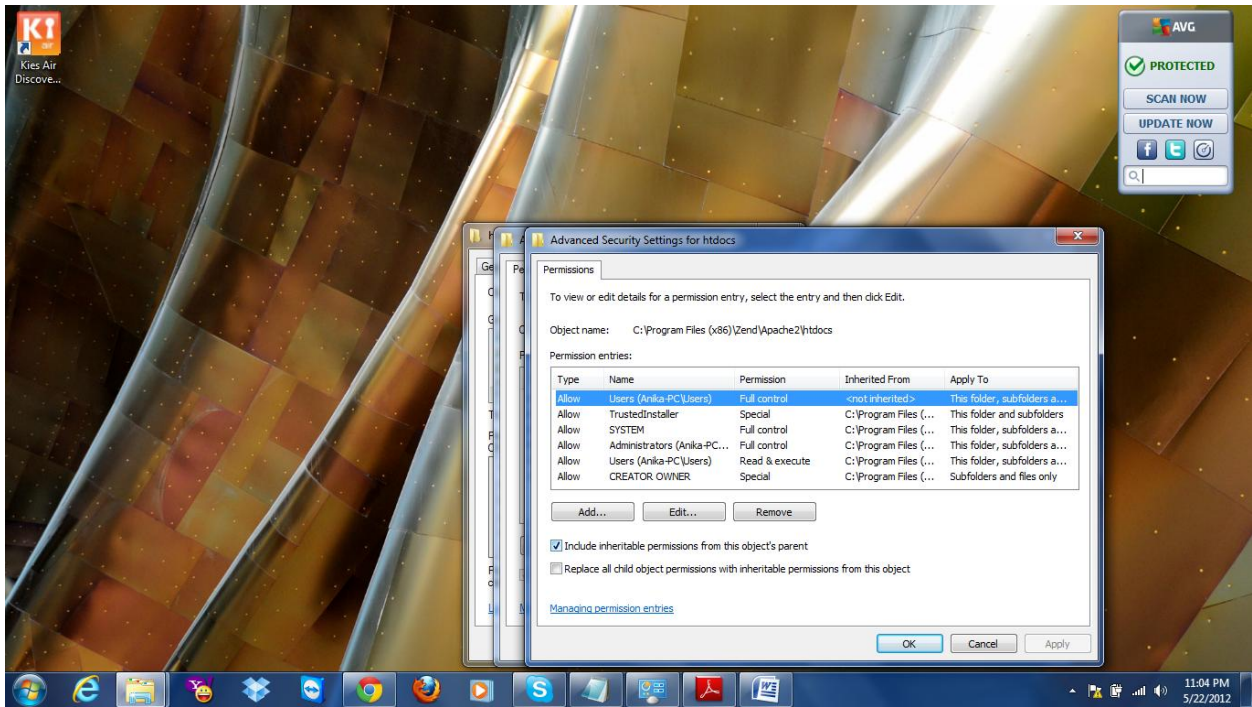 Kies Air
Discove...
AVG
PROTECTED
SCAN NOW
UPDATE NOW
Advanced Security Settings for htdocs
Permissions
To view or edit details for a permission entry, select the entry and then click Edit.
Object name: C:\Program Files (x86)\Zend\Apache2\htdocs
Permission entries:
Type Name Permission Inherited From Apply To
Allow Users (Anika-PC\Users) Full control <not inherited> This folder, subfolders a...
Allow TrustedInstaller Special C:\Program Files (... This folder and subfolders
Allow SYSTEM Full control C:\Program Files (... This folder, subfolders a...
Allow Administrators (Anika-PC... Full control C:\Program Files (... This folder, subfolders a...
Allow Users (Anika-PC\Users) Read & execute C:\Program Files (... This folder, subfolders a...
Allow CREATOR OWNER Special C:\Program Files (... Subfolders and files only
Add... Edit... Remove
Include inheritable permissions from this object's parent
Replace all child object permissions with inheritable permissions from this object
Managing permission entries
OK Cancel Apply
11:04 PM
5/22/2012